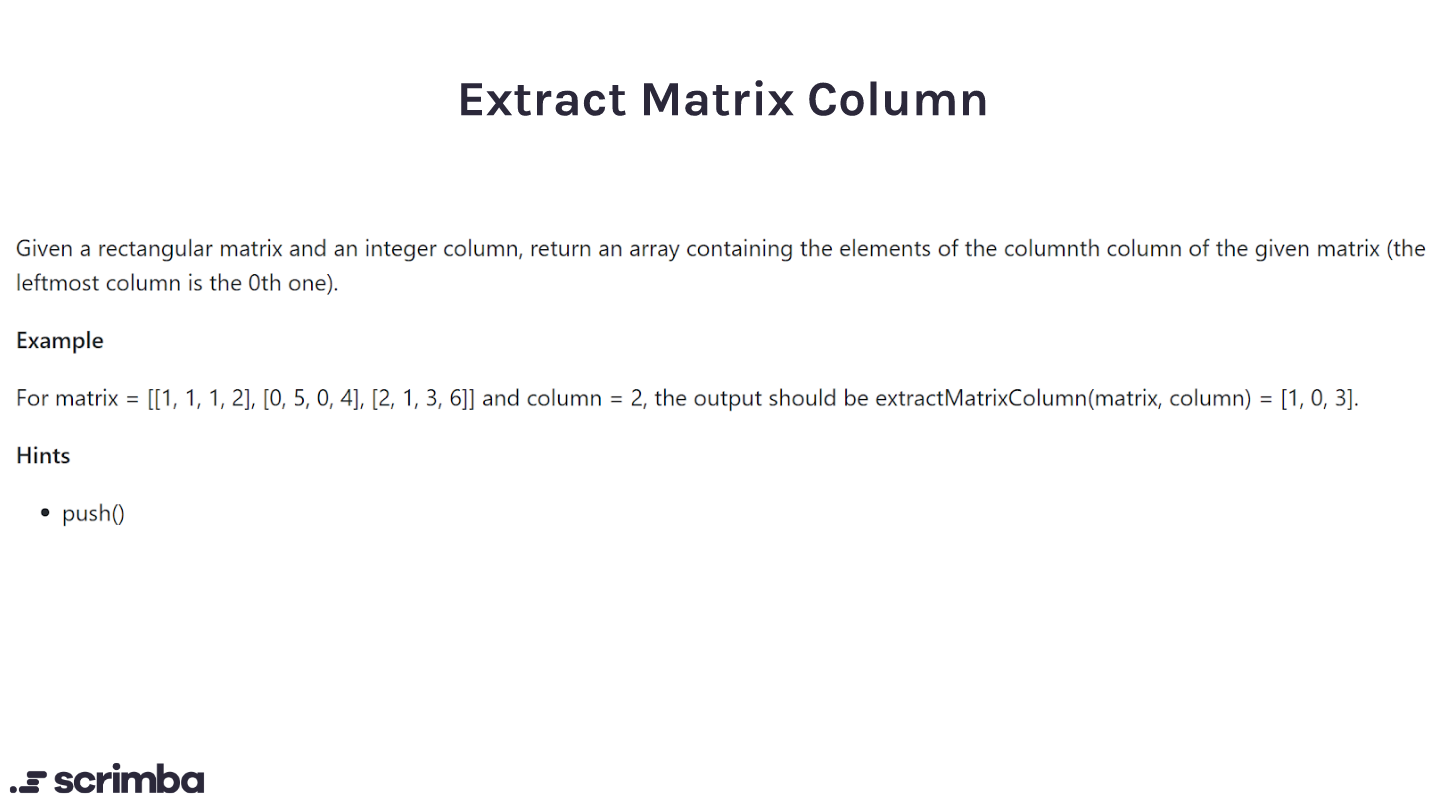 Extract Matrix Column
Given a rectangular matrix and an integer column, return an array containing the elements of the columnth column of the given matrix (the
leftmost column is the 0th one).
Example
For matrix = [[1, 1, 1, 2], [0, 5, 0, 4], [2, 1, 3, 6]] and column = 2, the output should be extractMatrixColumn(matrix, column) = [1, 0, 3].
Hints
• push()
scrimba